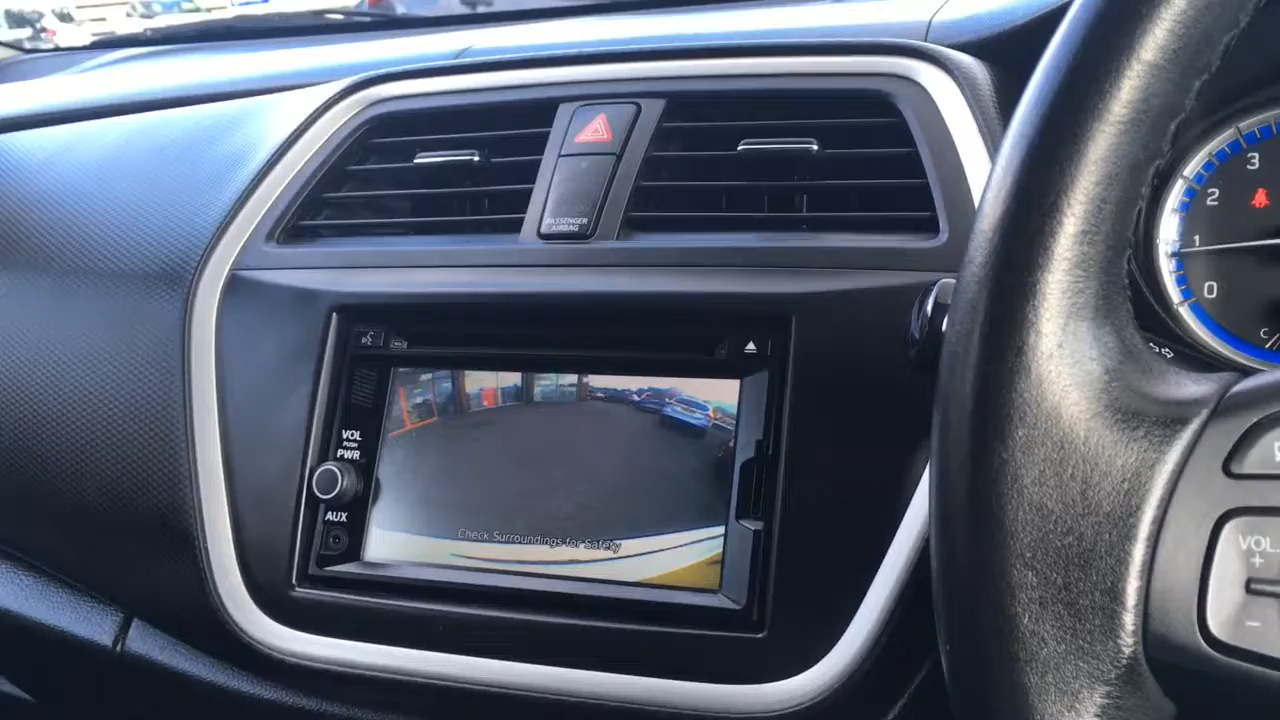 PASSENGER
AIRBAG
VOL
PUSH
PWR
AUX
Check Surroundings for Safety
3
2
1
0
C
VOL
+
-